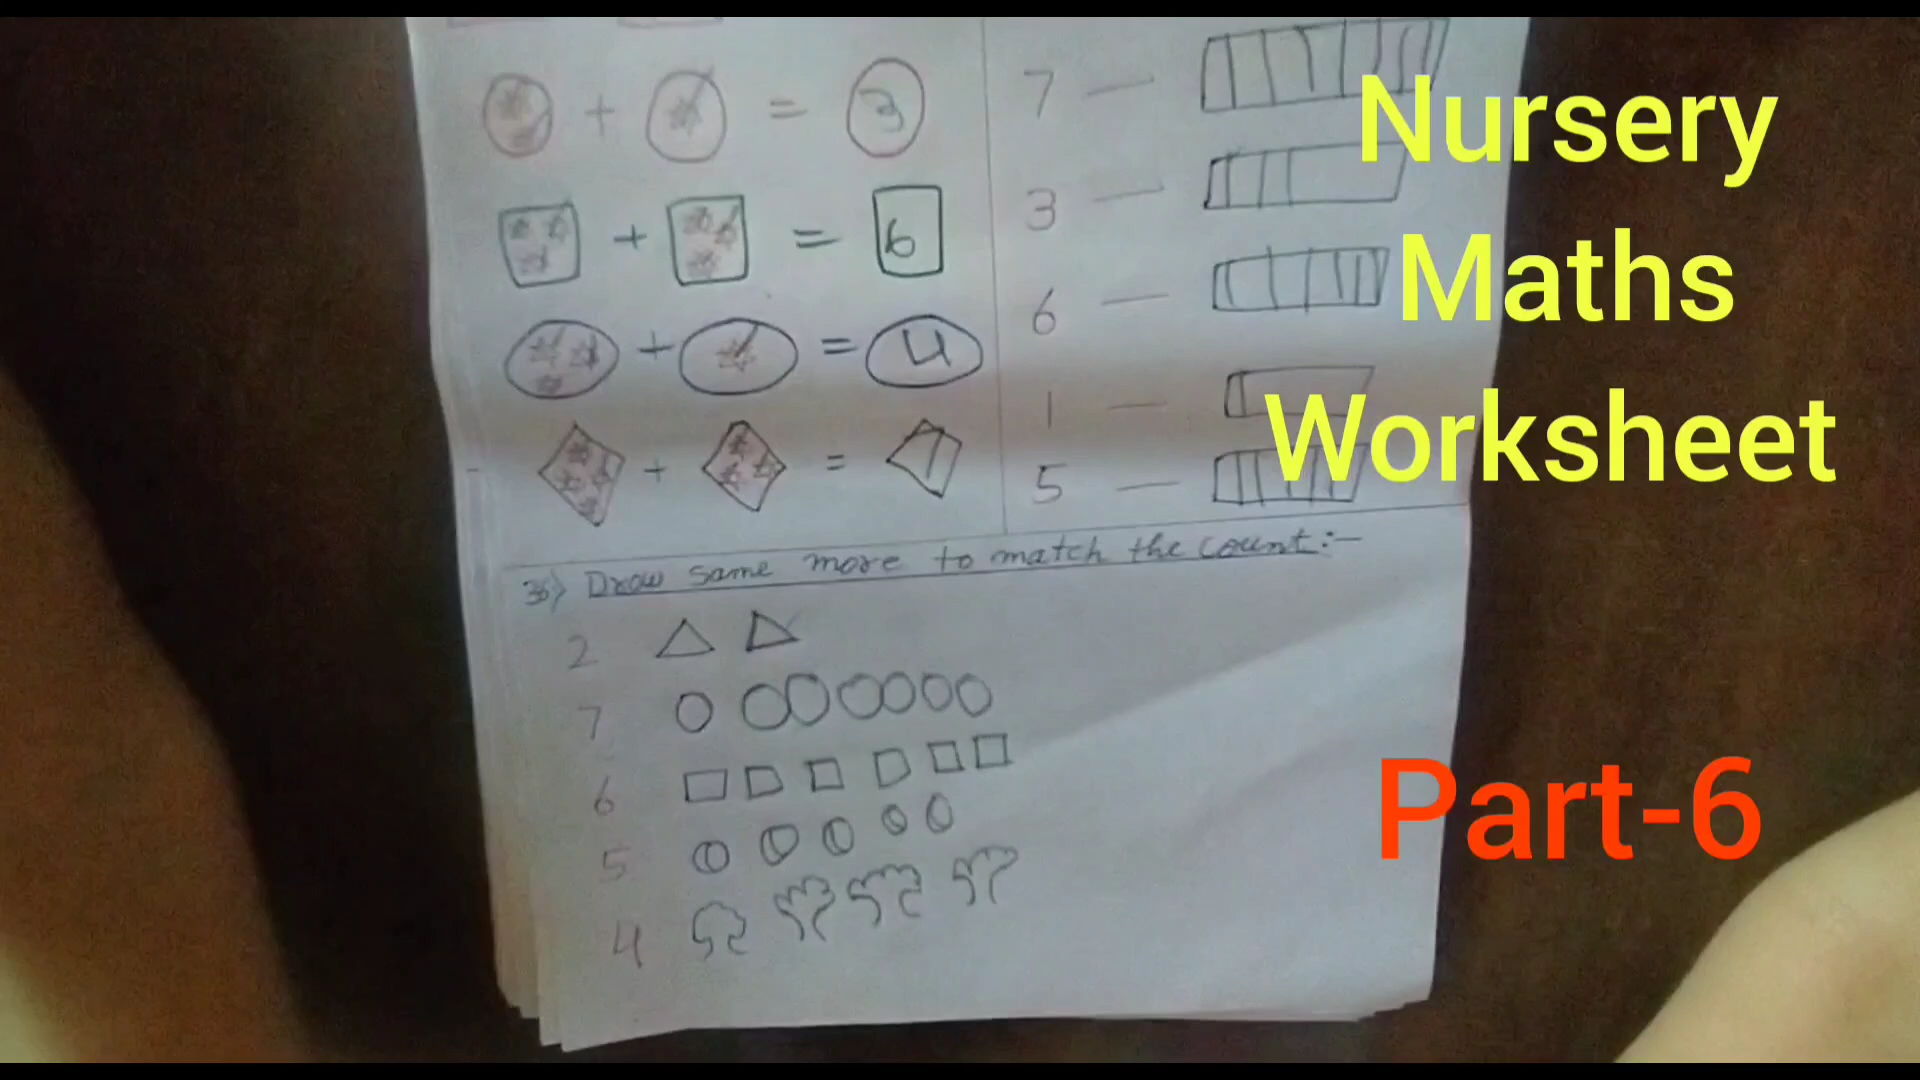 + = 3
+ = 6
+ = 4
+ = 7
7 —
3 —
6 —
1 —
5 —
36) Draw same more to match the count:-
2
7
6
5
4
Nursery
Maths
Worksheet
Part-6